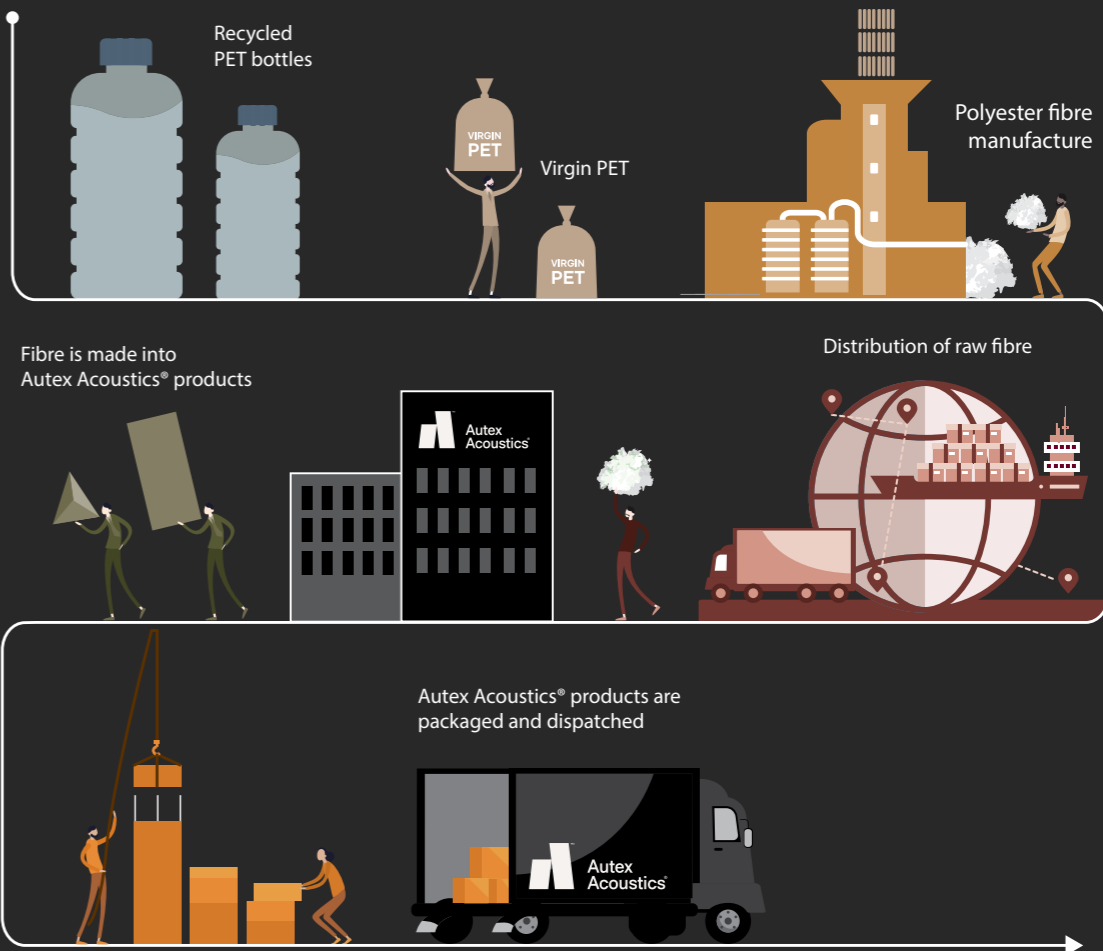 Recycled
PET bottles
VIRGIN
PET
Virgin PET
VIRGIN
PET
Polyester fibre
manufacture
Distribution of raw fibre
Autex
Acoustics®
Fibre is made into
Autex Acoustics® products
Autex Acoustics® products are
packaged and dispatched
Autex
Acoustics®